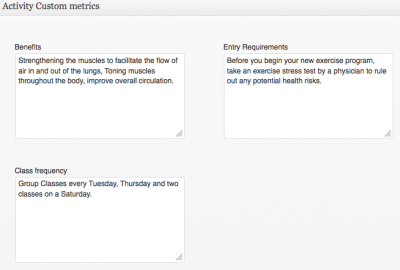 Activity Custom metrics
Benefits
Strengthening the muscles to facilitate the flow of
air in and out of the lungs, Toning muscles
throughout the body, improve overall circulation.
Entry Requirements
Before you begin your new exercise program,
take an exercise stress test by a physician to rule
out any potential health risks.
Class frequency
Group Classes every Tuesday, Thursday and two
classes on a Saturday.